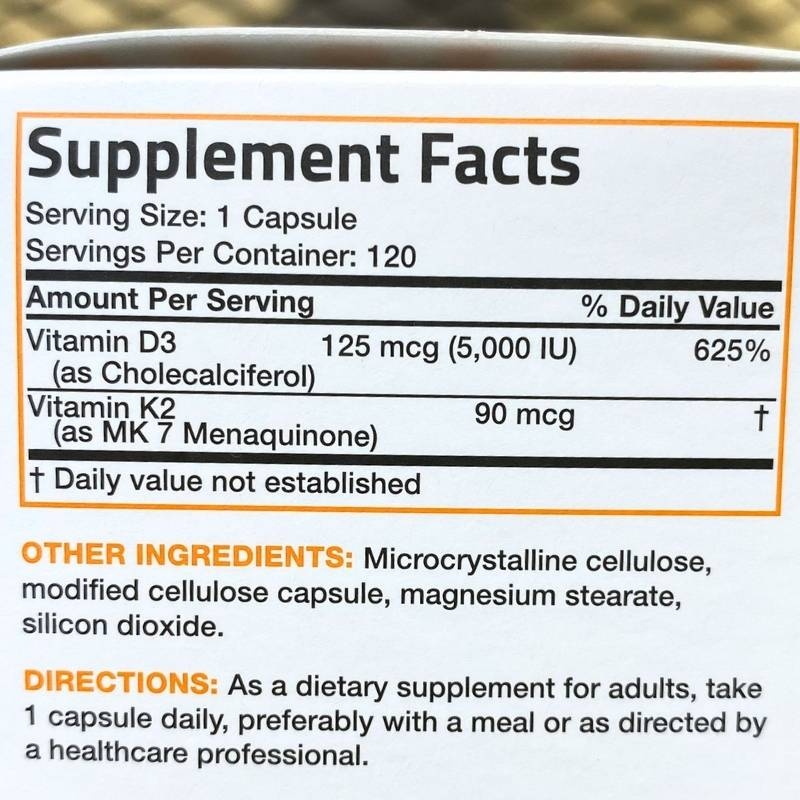 Supplement Facts
Serving Size: 1 Capsule
Servings Per Container: 120
Amount Per Serving % Daily Value
Vitamin D3 125 mcg (5,000 IU) 625%
(as Cholecalciferol)
Vitamin K2 90 mcg †
(as MK 7 Menaquinone)
† Daily value not established
OTHER INGREDIENTS: Microcrystalline cellulose,
modified cellulose capsule, magnesium stearate,
silicon dioxide.
DIRECTIONS: As a dietary supplement for adults, take
1 capsule daily, preferably with a meal or as directed by
a healthcare professional.